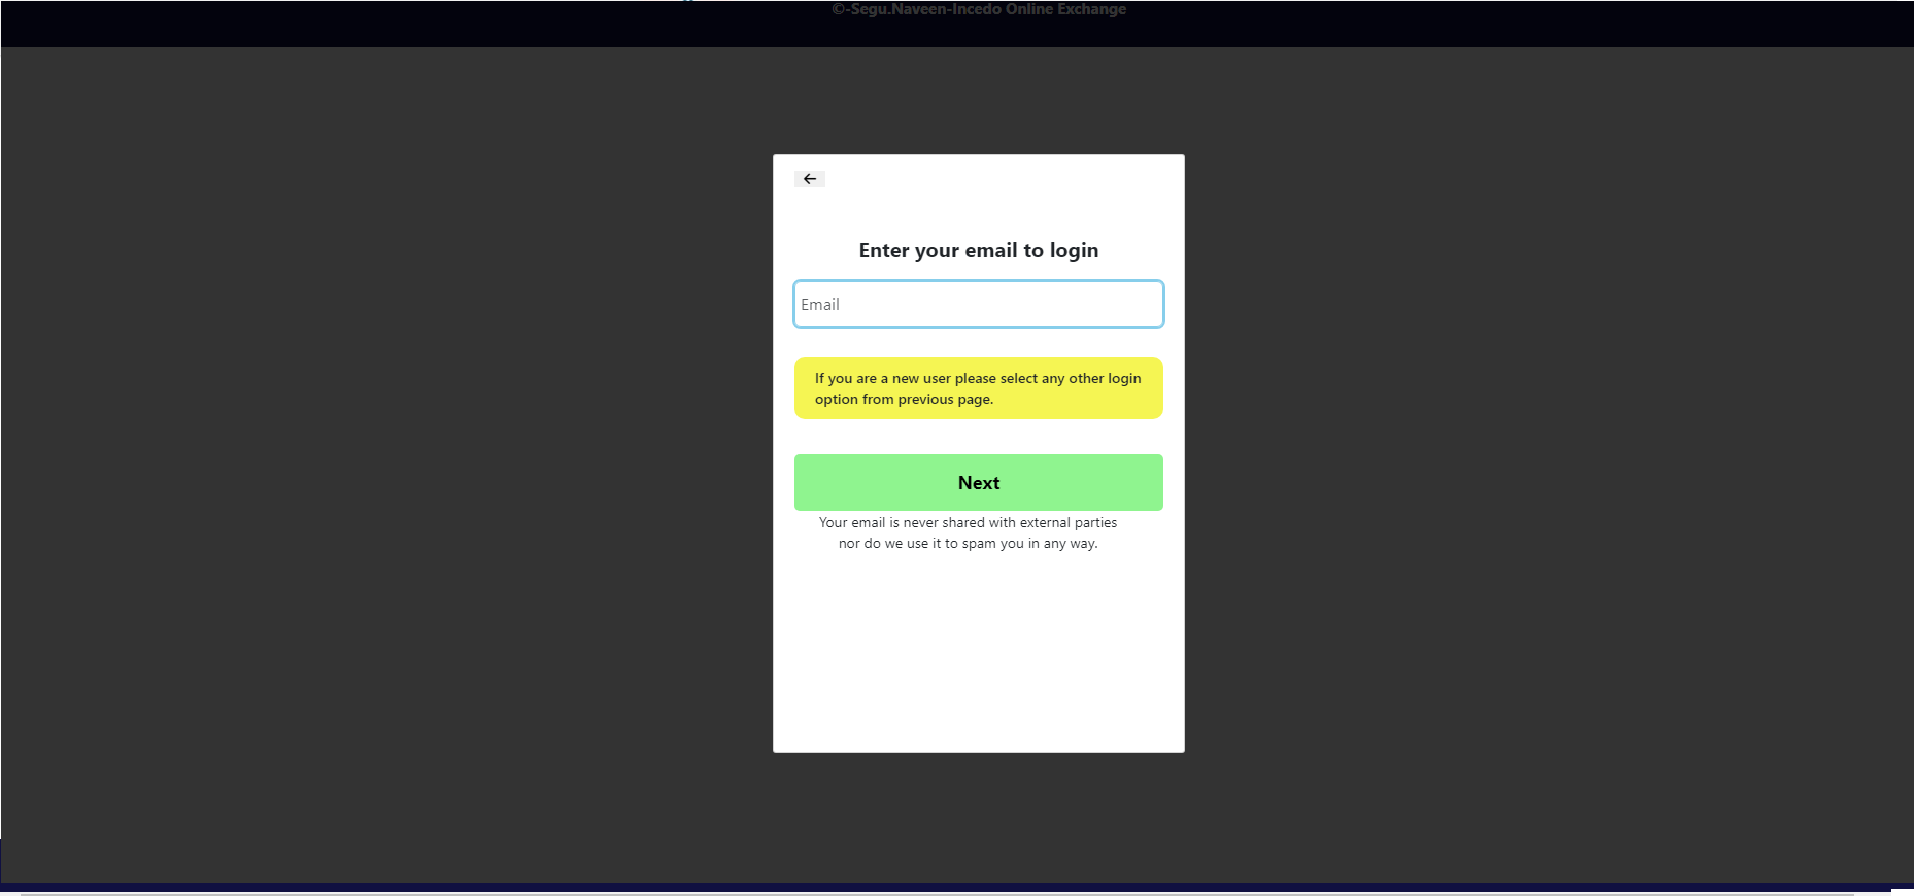 ©-Segu.Naveen-Incedo Online Exchange
Enter your email to login
Email
If you are a new user please select any other login
option from previous page.
Next
Your email is never shared with external parties
nor do we use it to spam you in any way.